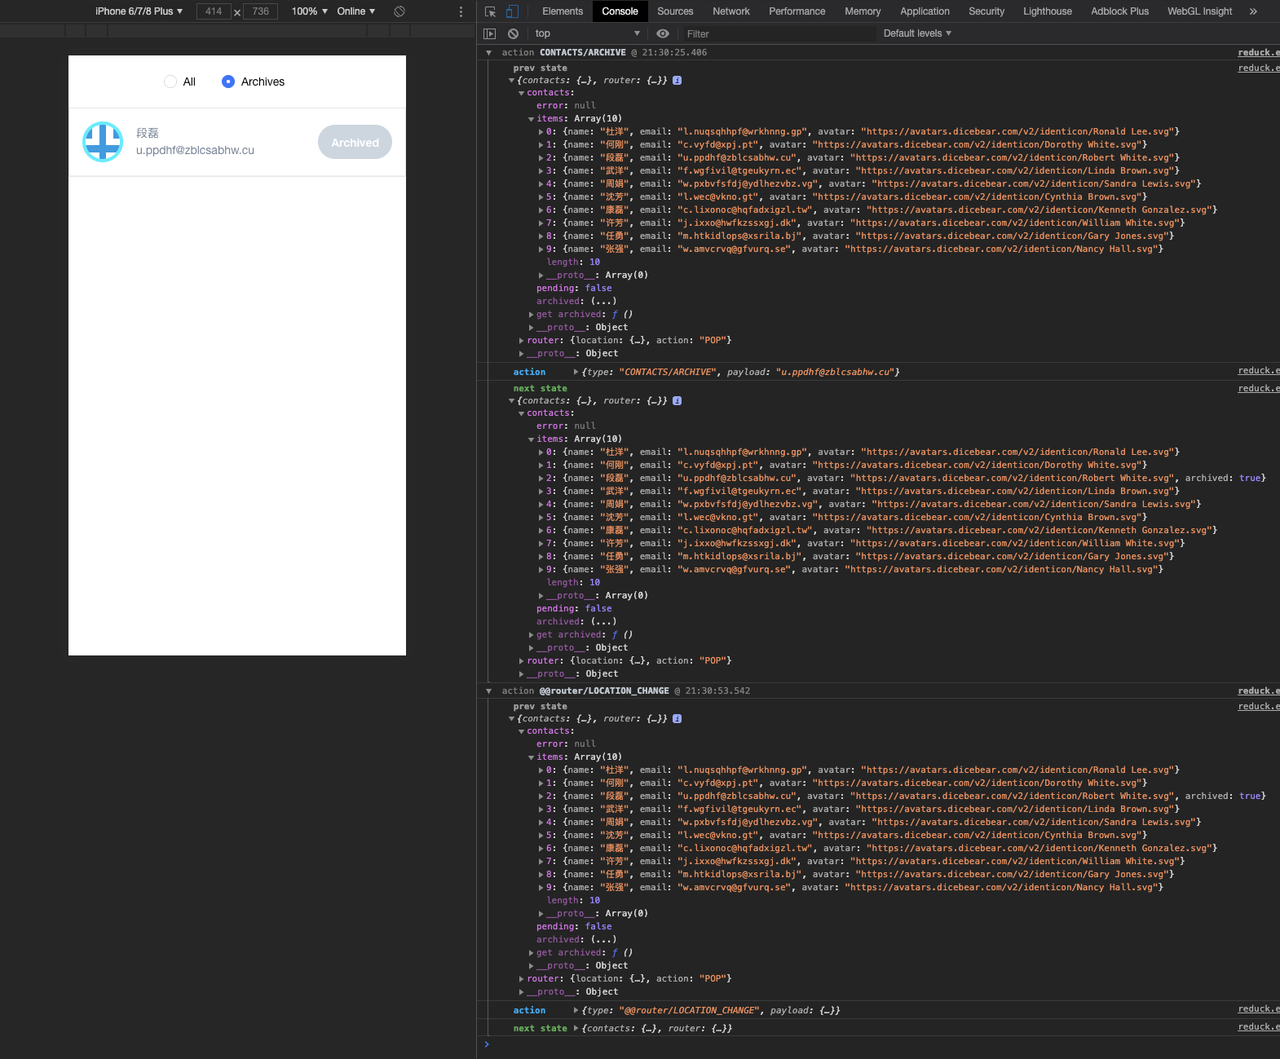 iPhone 6/7/8 Plus ▼ 414 × 736 100% ▼ Online ▼
All Archives
段磊
u.ppdhf@zblcsabhw.cu
Archived
Elements Console Sources Network Performance Memory Application Security Lighthouse Adblock Plus WebGL Insight »
top ▼ Filter Default levels ▼
▼ action CONTACTS/ARCHIVE @ 21:30:25.406 reduck.e
prev state reduck.e
▼{contacts: {…}, router: {…}} i
▼contacts:
error: null
▼items: Array(10)
▶0: {name: "杜洋", email: "l.nuqsqhhpf@wrkhnng.gp", avatar: "https://avatars.dicebear.com/v2/identicon/Ronald Lee.svg"}
▶1: {name: "何刚", email: "c.vyfd@xpj.pt", avatar: "https://avatars.dicebear.com/v2/identicon/Dorothy White.svg"}
▶2: {name: "段磊", email: "u.ppdhf@zblcsabhw.cu", avatar: "https://avatars.dicebear.com/v2/identicon/Robert White.svg"}
▶3: {name: "武洋", email: "f.wgfivil@tgeukyrn.ec", avatar: "https://avatars.dicebear.com/v2/identicon/Linda Brown.svg"}
▶4: {name: "周娟", email: "w.pxbvfsfdj@ydlhezvbz.vg", avatar: "https://avatars.dicebear.com/v2/identicon/Sandra Lewis.svg"}
▶5: {name: "沈芳", email: "l.wec@vkno.gt", avatar: "https://avatars.dicebear.com/v2/identicon/Cynthia Brown.svg"}
▶6: {name: "康磊", email: "c.lixonoc@hqfadxigzl.tw", avatar: "https://avatars.dicebear.com/v2/identicon/Kenneth Gonzalez.svg"}
▶7: {name: "许芳", email: "j.ixxo@hwfkzssxgj.dk", avatar: "https://avatars.dicebear.com/v2/identicon/William White.svg"}
▶8: {name: "任勇", email: "m.htkidlops@xsrila.bj", avatar: "https://avatars.dicebear.com/v2/identicon/Gary Jones.svg"}
▶9: {name: "张强", email: "w.amvcrvq@gfvurq.se", avatar: "https://avatars.dicebear.com/v2/identicon/Nancy Hall.svg"}
length: 10
▶__proto__: Array(0)
pending: false
archived: (...)
▶get archived: ƒ ()
▶__proto__: Object
▶router: {location: {…}, action: "POP"}
▶__proto__: Object
action ▶{type: "CONTACTS/ARCHIVE", payload: "u.ppdhf@zblcsabhw.cu"} reduck.e
next state reduck.e
▼{contacts: {…}, router: {…}} i
▼contacts:
error: null
▼items: Array(10)
▶0: {name: "杜洋", email: "l.nuqsqhhpf@wrkhnng.gp", avatar: "https://avatars.dicebear.com/v2/identicon/Ronald Lee.svg"}
▶1: {name: "何刚", email: "c.vyfd@xpj.pt", avatar: "https://avatars.dicebear.com/v2/identicon/Dorothy White.svg"}
▶2: {name: "段磊", email: "u.ppdhf@zblcsabhw.cu", avatar: "https://avatars.dicebear.com/v2/identicon/Robert White.svg", archived: true}
▶3: {name: "武洋", email: "f.wgfivil@tgeukyrn.ec", avatar: "https://avatars.dicebear.com/v2/identicon/Linda Brown.svg"}
▶4: {name: "周娟", email: "w.pxbvfsfdj@ydlhezvbz.vg", avatar: "https://avatars.dicebear.com/v2/identicon/Sandra Lewis.svg"}
▶5: {name: "沈芳", email: "l.wec@vkno.gt", avatar: "https://avatars.dicebear.com/v2/identicon/Cynthia Brown.svg"}
▶6: {name: "康磊", email: "c.lixonoc@hqfadxigzl.tw", avatar: "https://avatars.dicebear.com/v2/identicon/Kenneth Gonzalez.svg"}
▶7: {name: "许芳", email: "j.ixxo@hwfkzssxgj.dk", avatar: "https://avatars.dicebear.com/v2/identicon/William White.svg"}
▶8: {name: "任勇", email: "m.htkidlops@xsrila.bj", avatar: "https://avatars.dicebear.com/v2/identicon/Gary Jones.svg"}
▶9: {name: "张强", email: "w.amvcrvq@gfvurq.se", avatar: "https://avatars.dicebear.com/v2/identicon/Nancy Hall.svg"}
length: 10
▶__proto__: Array(0)
pending: false
archived: (...)
▶get archived: ƒ ()
▶__proto__: Object
▶router: {location: {…}, action: "POP"}
▶__proto__: Object
▼ action @@router/LOCATION_CHANGE @ 21:30:53.542 reduck.e
prev state reduck.e
▼{contacts: {…}, router: {…}} i
▼contacts:
error: null
▼items: Array(10)
▶0: {name: "杜洋", email: "l.nuqsqhhpf@wrkhnng.gp", avatar: "https://avatars.dicebear.com/v2/identicon/Ronald Lee.svg"}
▶1: {name: "何刚", email: "c.vyfd@xpj.pt", avatar: "https://avatars.dicebear.com/v2/identicon/Dorothy White.svg"}
▶2: {name: "段磊", email: "u.ppdhf@zblcsabhw.cu", avatar: "https://avatars.dicebear.com/v2/identicon/Robert White.svg", archived: true}
▶3: {name: "武洋", email: "f.wgfivil@tgeukyrn.ec", avatar: "https://avatars.dicebear.com/v2/identicon/Linda Brown.svg"}
▶4: {name: "周娟", email: "w.pxbvfsfdj@ydlhezvbz.vg", avatar: "https://avatars.dicebear.com/v2/identicon/Sandra Lewis.svg"}
▶5: {name: "沈芳", email: "l.wec@vkno.gt", avatar: "https://avatars.dicebear.com/v2/identicon/Cynthia Brown.svg"}
▶6: {name: "康磊", email: "c.lixonoc@hqfadxigzl.tw", avatar: "https://avatars.dicebear.com/v2/identicon/Kenneth Gonzalez.svg"}
▶7: {name: "许芳", email: "j.ixxo@hwfkzssxgj.dk", avatar: "https://avatars.dicebear.com/v2/identicon/William White.svg"}
▶8: {name: "任勇", email: "m.htkidlops@xsrila.bj", avatar: "https://avatars.dicebear.com/v2/identicon/Gary Jones.svg"}
▶9: {name: "张强", email: "w.amvcrvq@gfvurq.se", avatar: "https://avatars.dicebear.com/v2/identicon/Nancy Hall.svg"}
length: 10
▶__proto__: Array(0)
pending: false
archived: (...)
▶get archived: ƒ ()
▶__proto__: Object
▶router: {location: {…}, action: "POP"}
▶__proto__: Object
action ▶{type: "@@router/LOCATION_CHANGE", payload: {…}} reduck.e
next state ▶{contacts: {…}, router: {…}} reduck.e